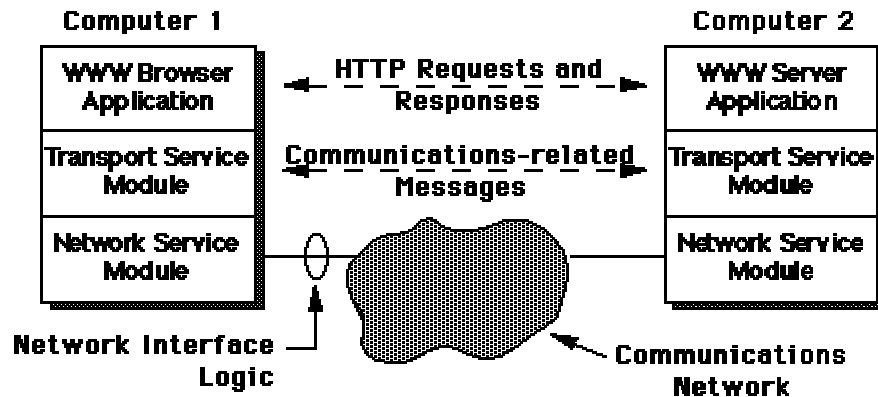 Computer 1
Computer 2
WWW Browser
Application
HTTP Requests and
Responses
WWW Server
Application
Transport Service
Module
Communications-related
Messages
Transport Service
Module
Network Service
Module
Network Service
Module
Network Interface
Logic
Communications
Network